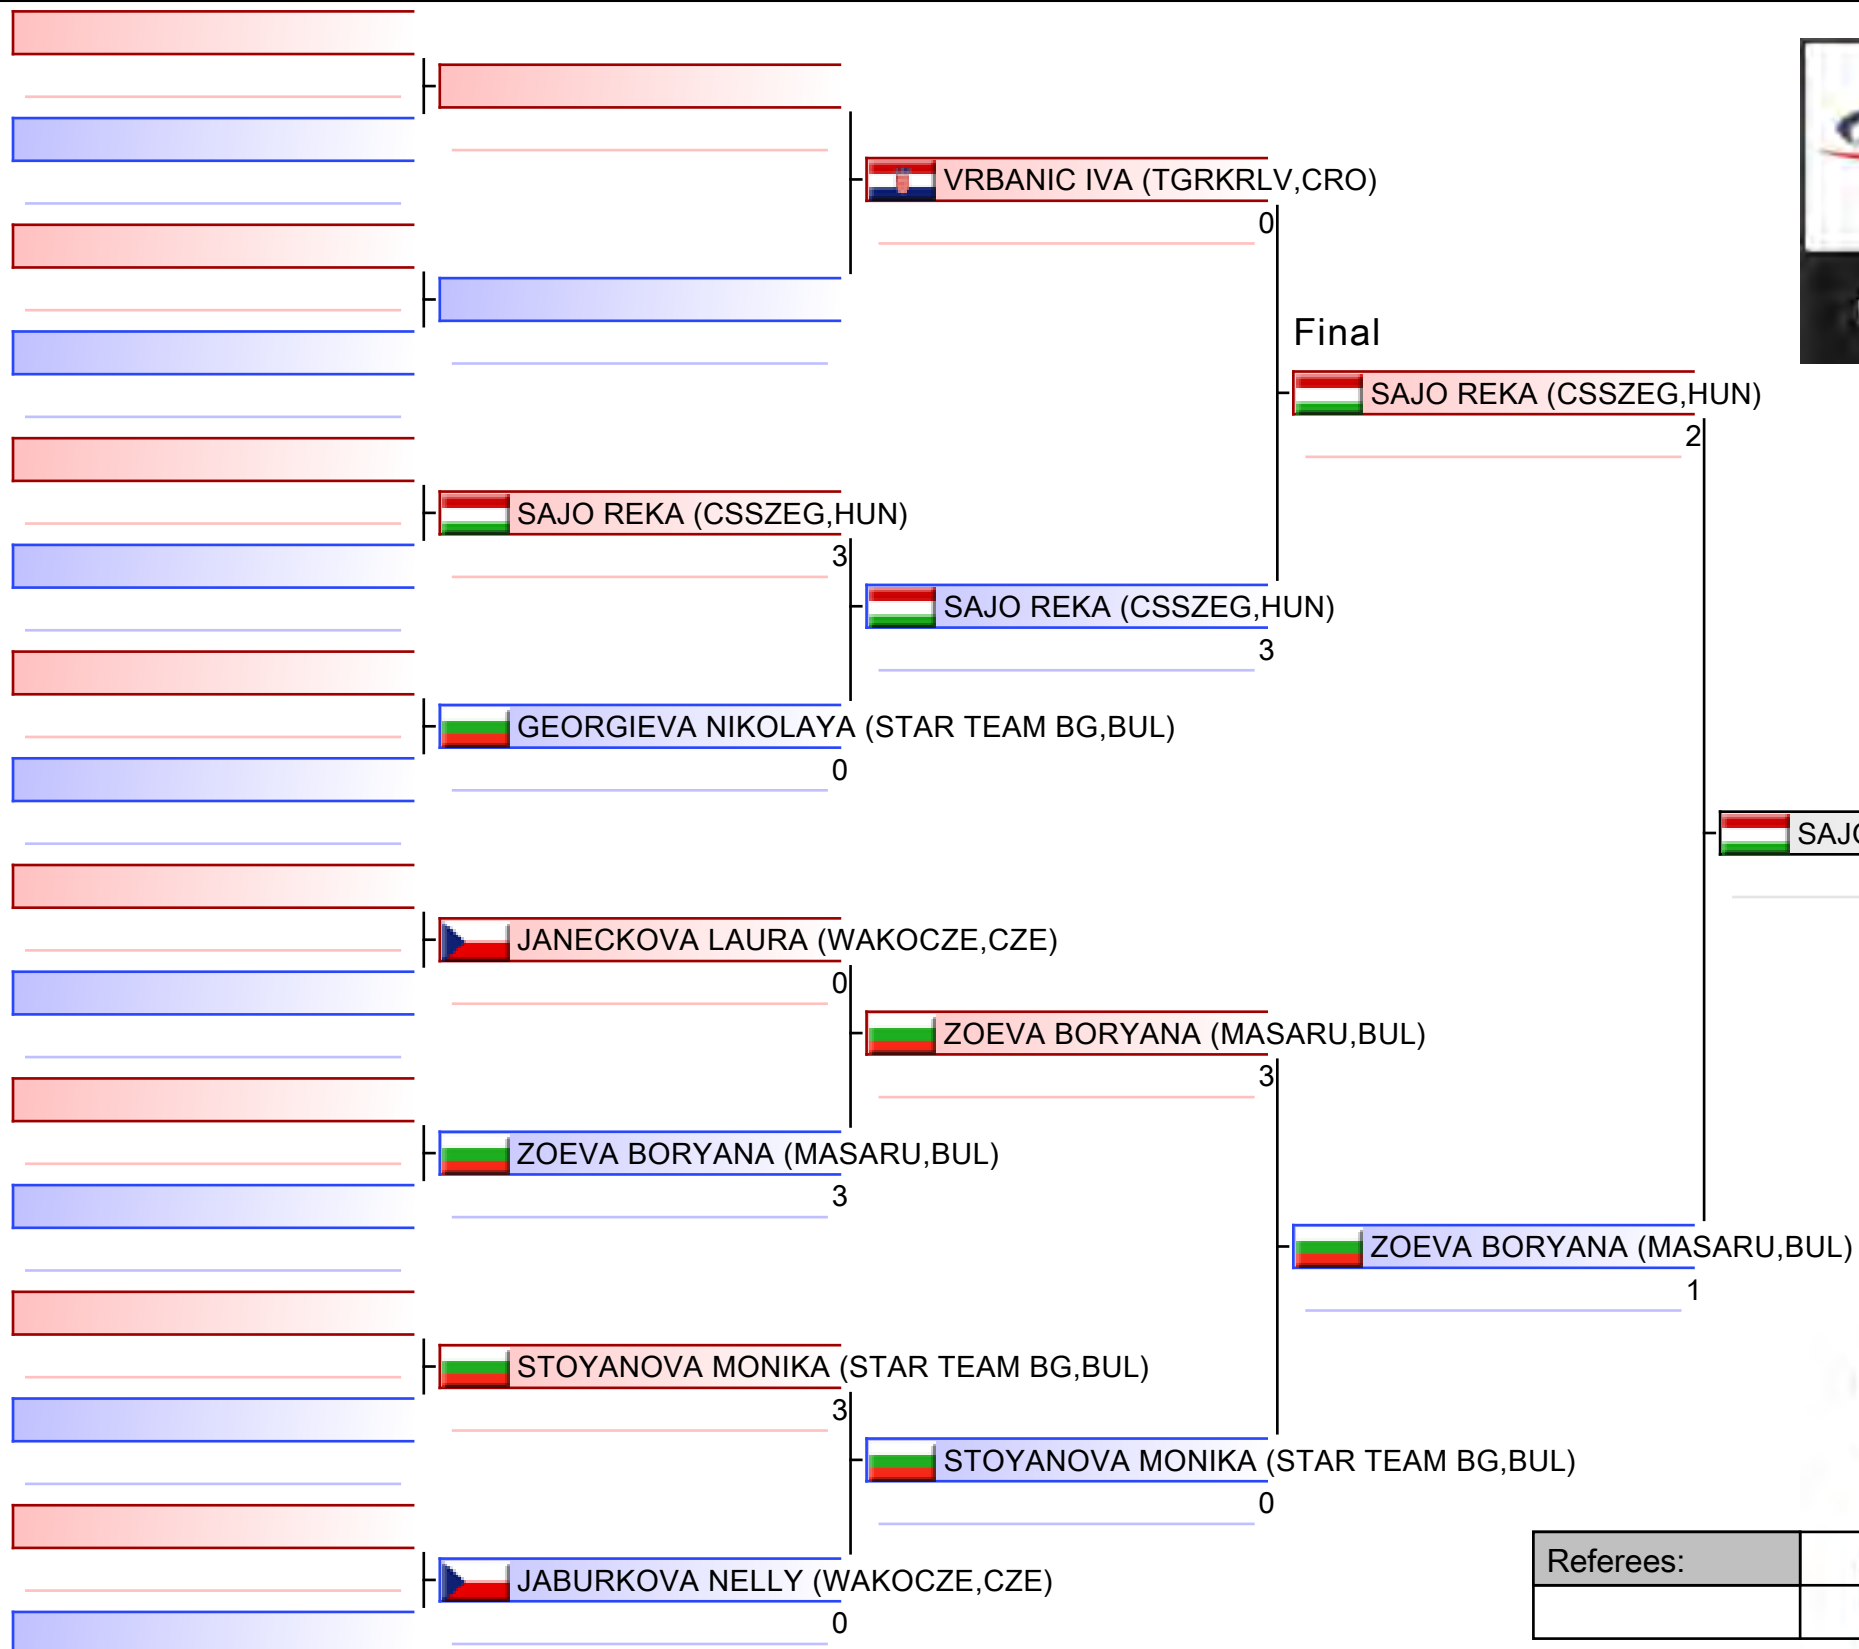 VRBANIC IVA (TGRKRLV,CRO)
0
Final
SAJO REKA (CSSZEG,HUN)
2
SAJO REKA (CSSZEG,HUN)
3
SAJO REKA (CSSZEG,HUN)
3
GEORGIEVA NIKOLAYA (STAR TEAM BG,BUL)
0
SAJO
JANECKOVA LAURA (WAKOCZE,CZE)
0
ZOEVA BORYANA (MASARU,BUL)
3
ZOEVA BORYANA (MASARU,BUL)
3
ZOEVA BORYANA (MASARU,BUL)
1
STOYANOVA MONIKA (STAR TEAM BG,BUL)
3
STOYANOVA MONIKA (STAR TEAM BG,BUL)
0
Referees:
JABURKOVA NELLY (WAKOCZE,CZE)
0